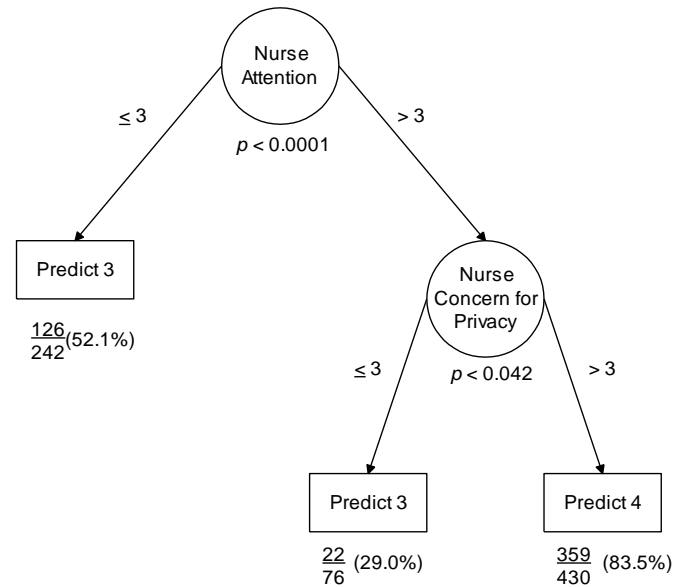 Nurse
Attention
≤ 3
> 3
p < 0.0001
Predict 3
126
242 (52.1%)
Nurse
Concern for
Privacy
≤ 3
> 3
p < 0.042
Predict 3
Predict 4
22
76 (29.0%)
359
430 (83.5%)